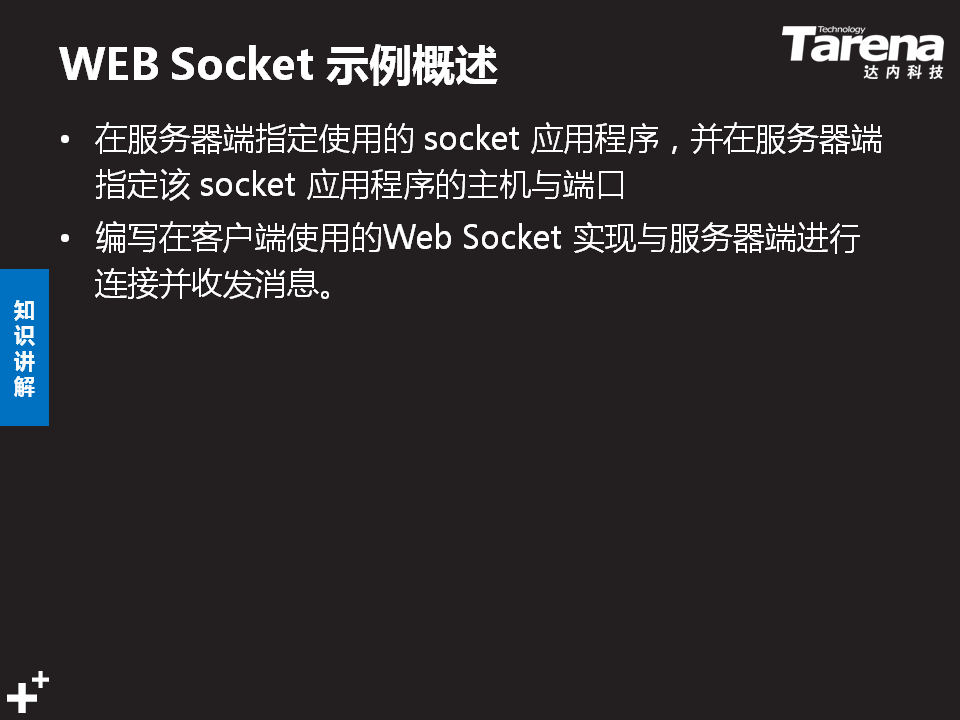 WEB Socket 示例概述
Technology
Tarena
达内科技
• 在服务器端指定使用的 socket 应用程序，并在服务器端
指定该 socket 应用程序的主机与端口
• 编写在客户端使用的Web Socket 实现与服务器端进行
连接并收发消息。
知
识
讲
解